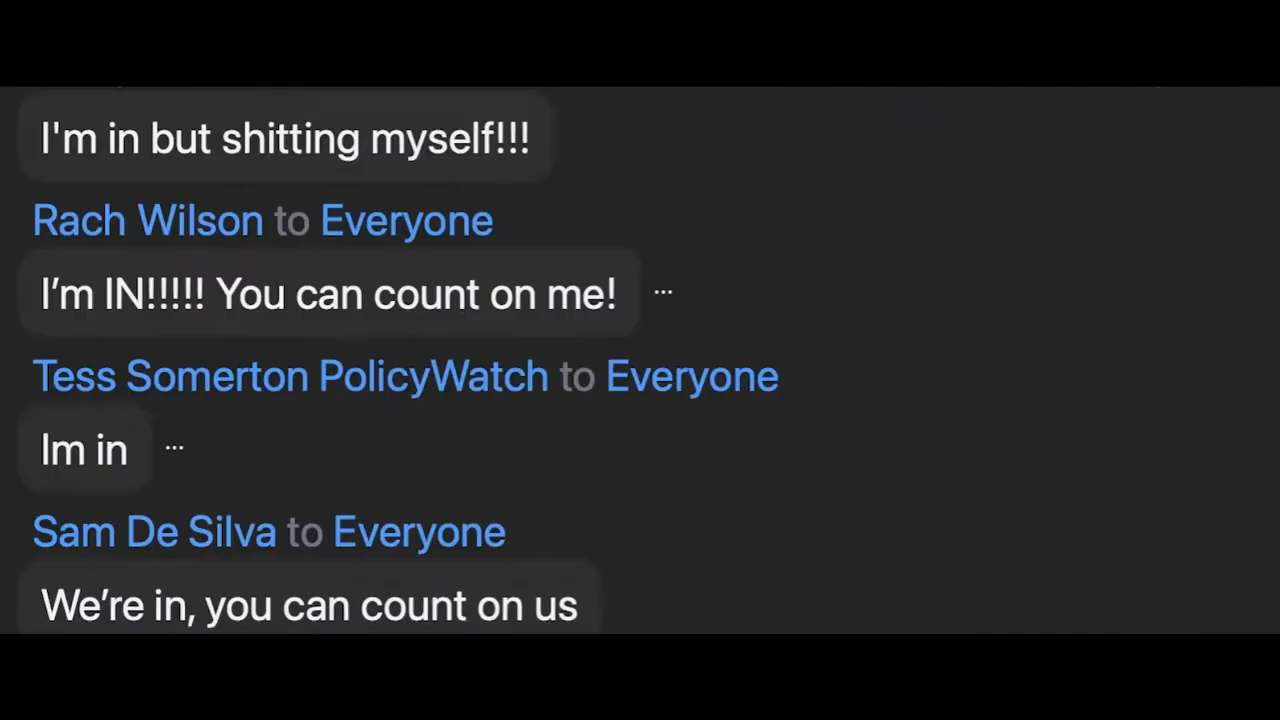 I'm in but shitting myself!!!
Rach Wilson to Everyone
I’m IN!!!!! You can count on me!
Tess Somerton PolicyWatch to Everyone
Im in
Sam De Silva to Everyone
We’re in, you can count on us